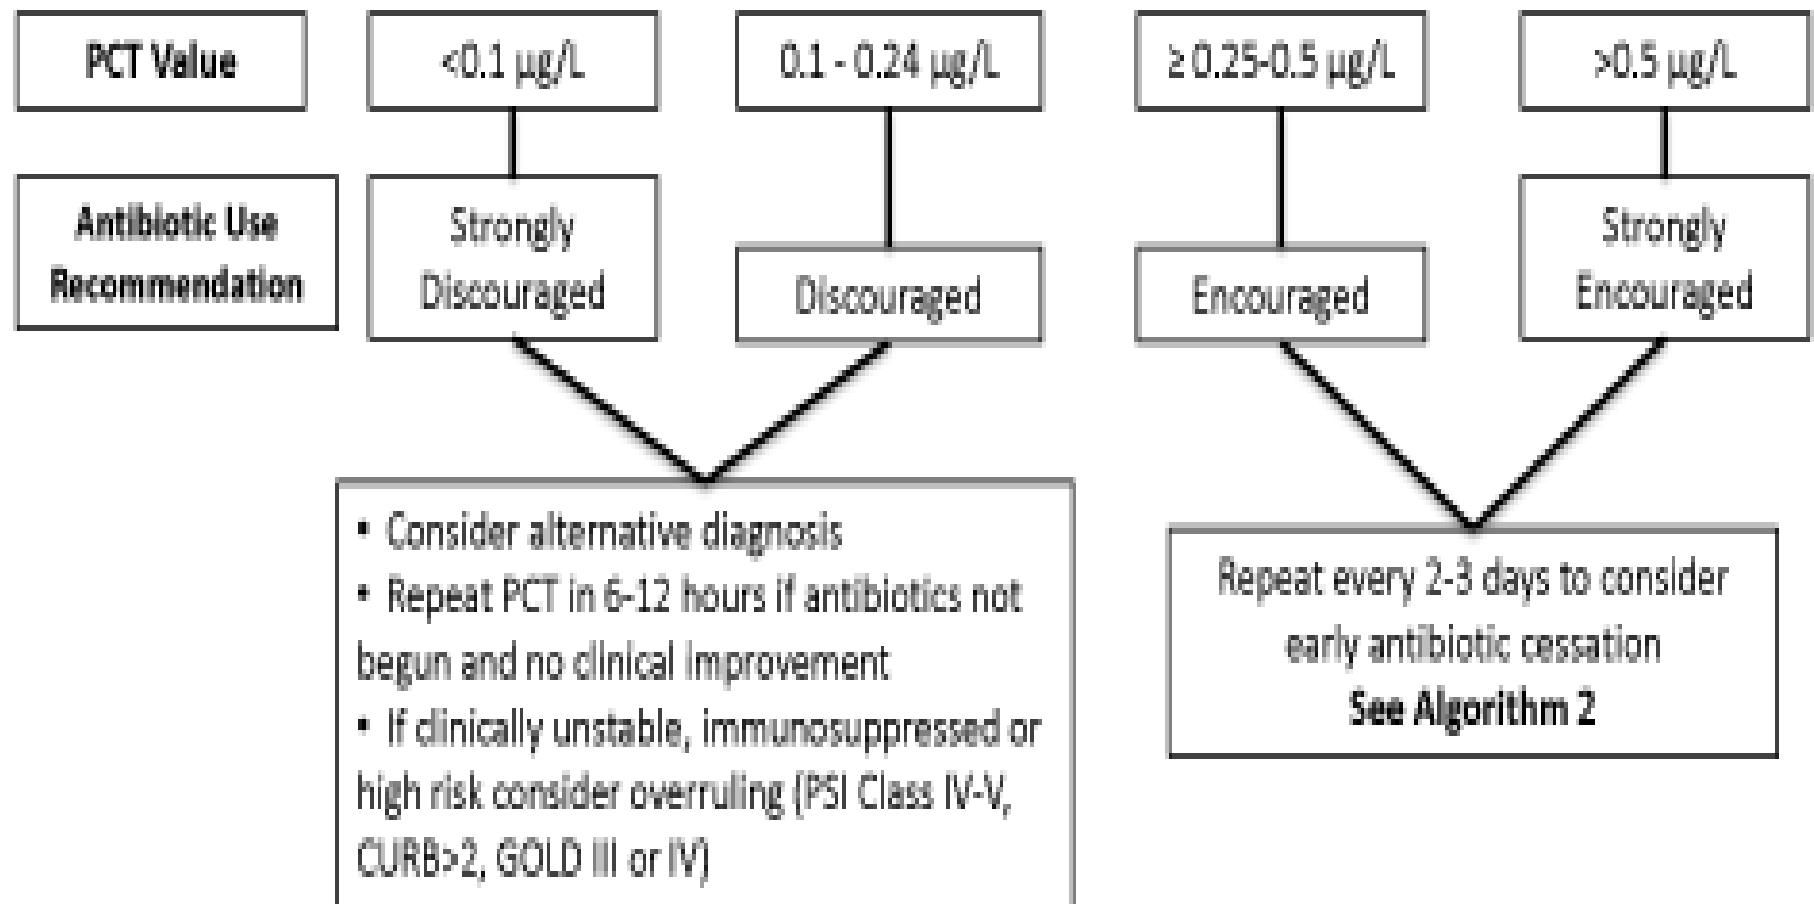 PCT Value
<0.1 µg/L
0.1 - 0.24 µg/L
≥ 0.25-0.5 µg/L
>0.5 µg/L
Antibiotic Use
Recommendation
Strongly
Discouraged
Discouraged
Encouraged
Strongly
Encouraged
• Consider alternative diagnosis
• Repeat PCT in 6-12 hours if antibiotics not
begun and no clinical improvement
• If clinically unstable, immunosuppressed or
high risk consider overruling (PSI Class IV-V,
CURB>2, GOLD III or IV)
Repeat every 2-3 days to consider
early antibiotic cessation
See Algorithm 2